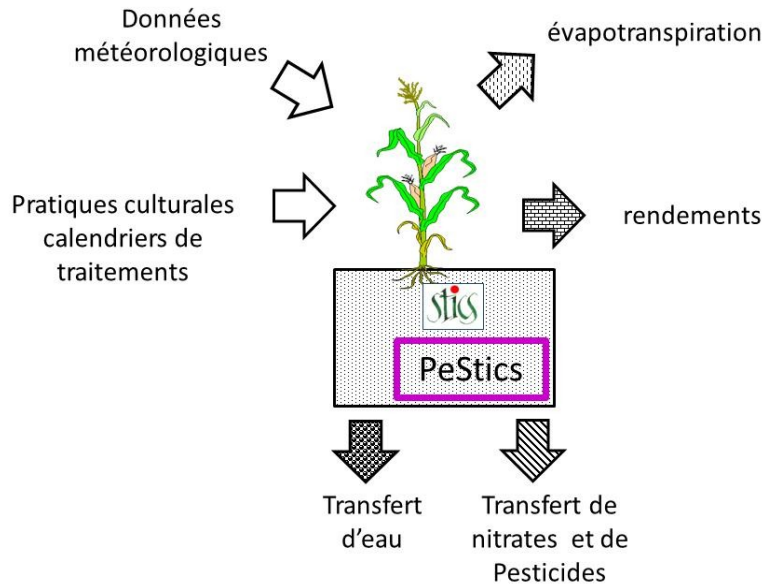 Données
météorologiques
évapotranspiration
Pratiques culturales
calendriers de
traitements
rendements
stics
PeStics
Transfert
d'eau
Transfert de
nitrates et de
Pesticides